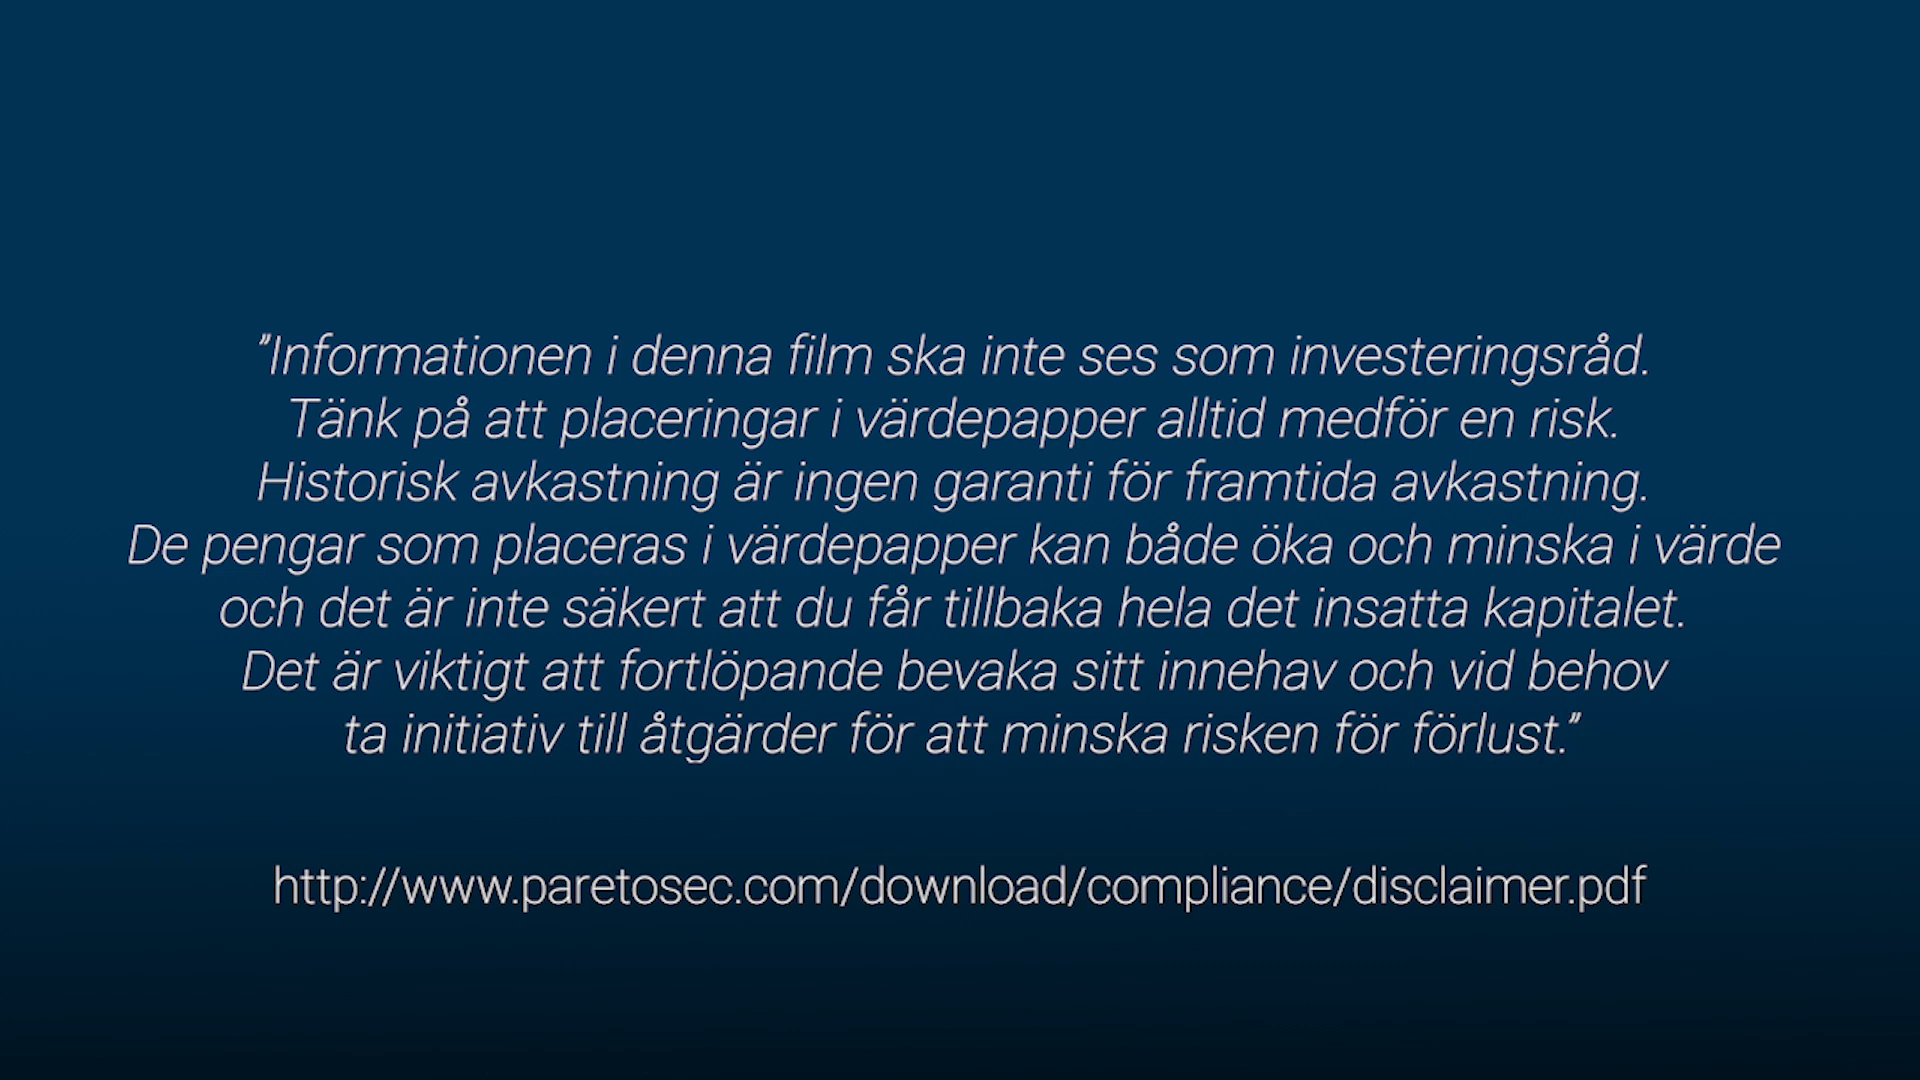 ”Informationen i denna film ska inte ses som investeringsråd.
Tänk på att placeringar i värdepapper alltid medför en risk.
Historisk avkastning är ingen garanti för framtida avkastning.
De pengar som placeras i värdepapper kan både öka och minska i värde
och det är inte säkert att du får tillbaka hela det insatta kapitalet.
Det är viktigt att fortlöpande bevaka sitt innehav och vid behov
ta initiativ till åtgärder för att minska risken för förlust.”
http://www.paretosec.com/download/compliance/disclaimer.pdf